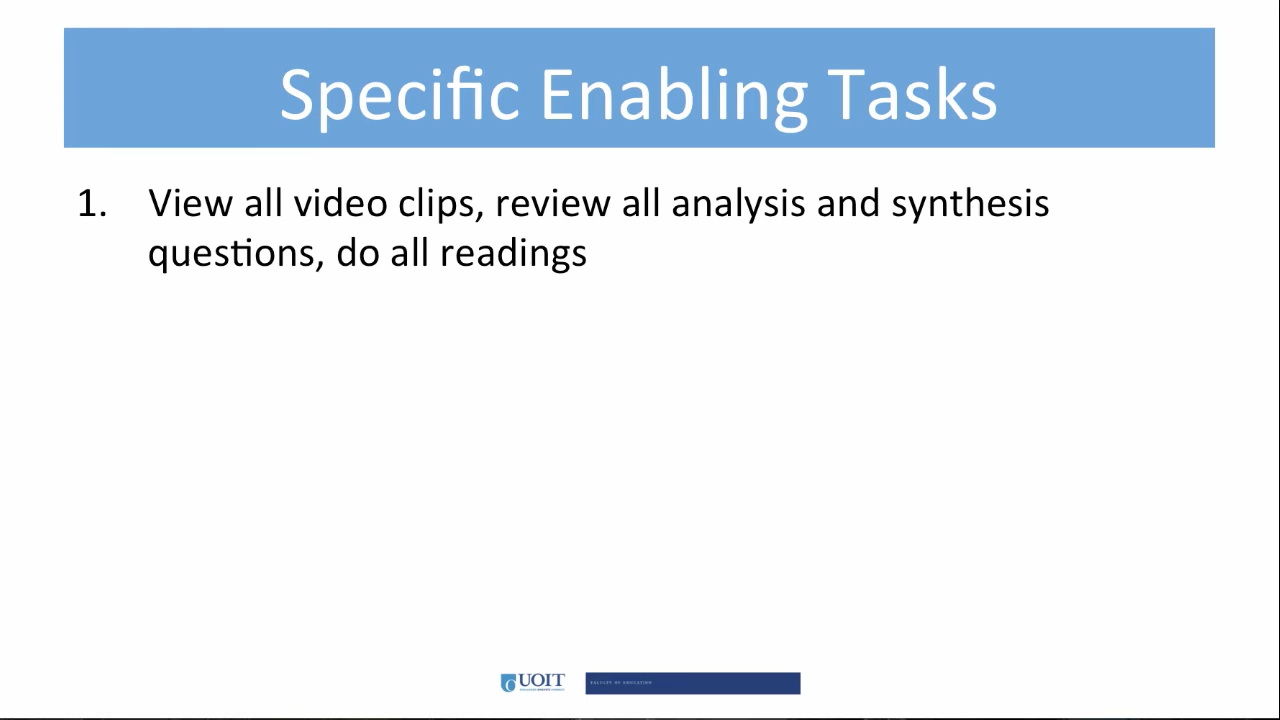 Specific Enabling Tasks
1. View all video clips, review all analysis and synthesis
questions, do all readings
UOIT
FACULTY OF EDUCATION